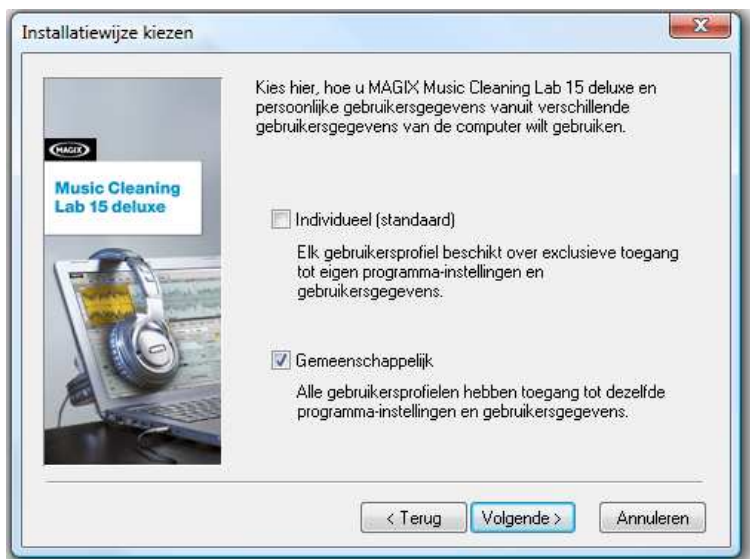 Installatiewijze kiezen
Kies hier, hoe u MAGIX Music Cleaning Lab 15 deluxe en
persoonlijke gebruikersgegevens vanuit verschillende
gebruikersgegevens van de computer wilt gebruiken.
MAGIX
Music Cleaning
Lab 15 deluxe
Individueel (standaard)
Elk gebruikersprofiel beschikt over exclusieve toegang
tot eigen programma-instellingen en
gebruikersgegevens.
Gemeenschappelijk
Alle gebruikersprofielen hebben toegang tot dezelfde
programma-instellingen en gebruikersgegevens.
< Terug
Volgende >
Annuleren